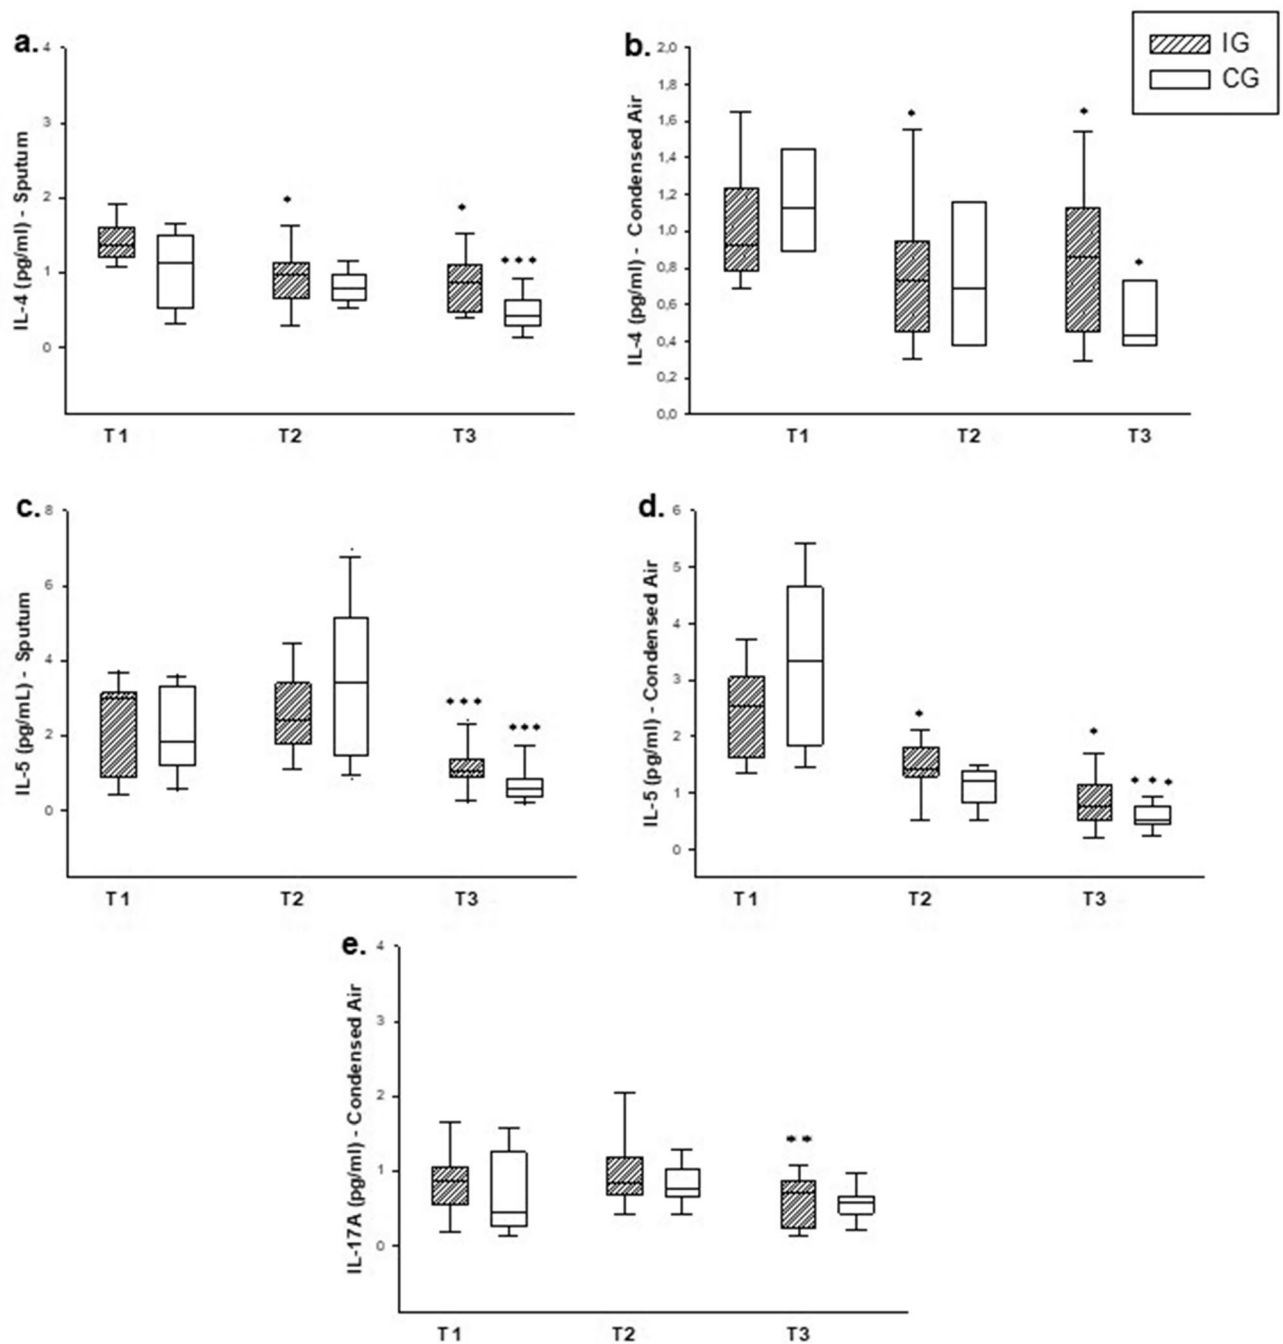 a.
IL-4 (pg/ml) - Sputum
4
3
2
1
0
*
*
***
T1 T2 T3
b.
IL-4 (pg/ml) - Condensed Air
2,0
1,8
1,6
1,4
1,2
1,0
0,8
0,6
0,4
0,2
0,0
*
*
*
T1 T2 T3
IG
CG
c.
IL-5 (pg/mL) - Sputum
8
6
4
2
0
***
***
T1 T2 T3
d.
IL-5 (pg/ml) - Condensed Air
6
5
4
3
2
1
0
*
*
***
T1 T2 T3
e.
IL-17A (pg/ml) - Condensed Air
4
3
2
1
0
**
T1 T2 T3